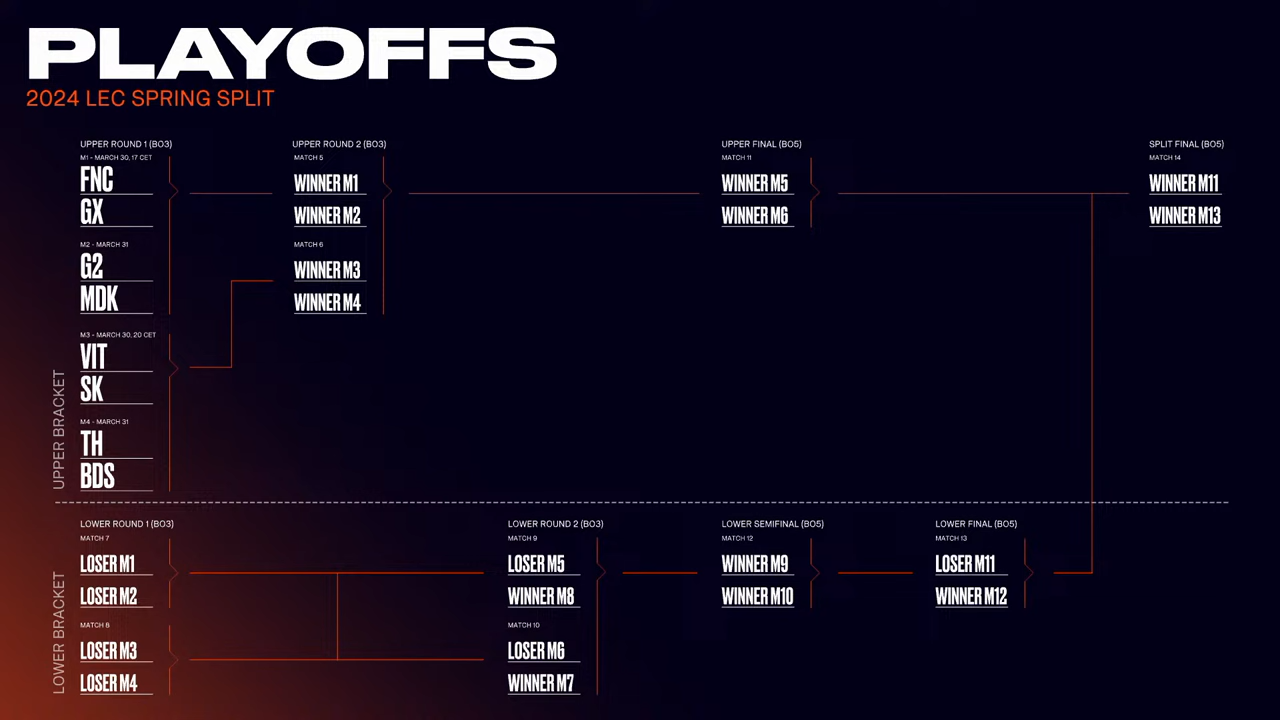 PLAYOFFS
2024 LEC SPRING SPLIT
UPPER BRACKET
UPPER ROUND 1 (BO3)
M1 - MARCH 30, 17 CET
FNC
GX
M2 - MARCH 31
G2
MDK
M3 - MARCH 30, 20 CET
VIT
SK
M4 - MARCH 31
TH
BDS
UPPER ROUND 2 (BO3)
MATCH 5
WINNER M1
WINNER M2
MATCH 6
WINNER M3
WINNER M4
UPPER FINAL (BO5)
MATCH 11
WINNER M5
WINNER M6
SPLIT FINAL (BO5)
MATCH 14
WINNER M11
WINNER M13
LOWER BRACKET
LOWER ROUND 1 (BO3)
MATCH 7
LOSER M1
LOSER M2
MATCH 8
LOSER M3
LOSER M4
LOWER ROUND 2 (BO3)
MATCH 9
LOSER M5
WINNER M8
MATCH 10
LOSER M6
WINNER M7
LOWER SEMIFINAL (BO5)
MATCH 12
WINNER M9
WINNER M10
LOWER FINAL (BO5)
MATCH 13
LOSER M11
WINNER M12